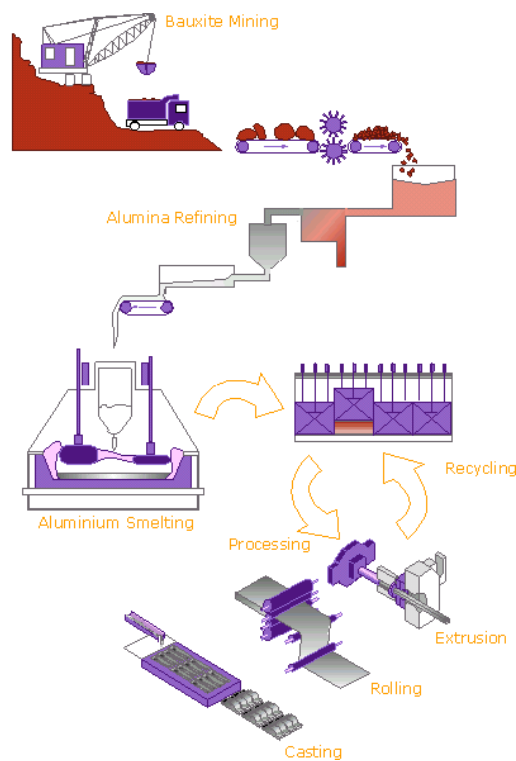 Bauxite Mining
Alumina Refining
Aluminium Smelting
Recycling
Processing
Extrusion
Rolling
Casting